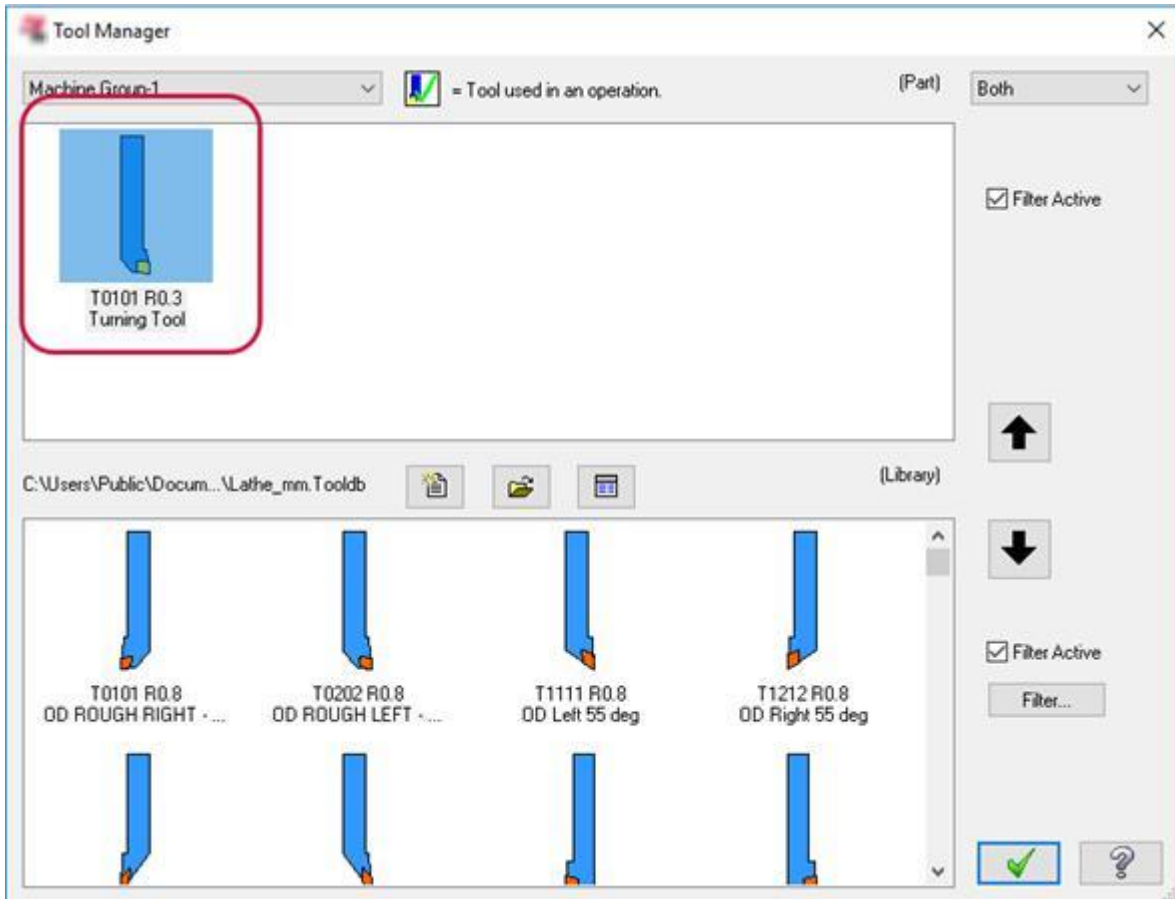 Tool Manager
Machine Group-1
= Tool used in an operation.
(Part)
Both
T0101 R0.3
Turning Tool
Filter Active
C:\Users\Public\Docum...\Lathe_mm.Tooldb
(Library)
T0101 R0.8
OD ROUGH RIGHT - ...
T0202 R0.8
OD ROUGH LEFT - ...
T1111 R0.8
OD Left 55 deg
T1212 R0.8
OD Right 55 deg
Filter Active
Filter...